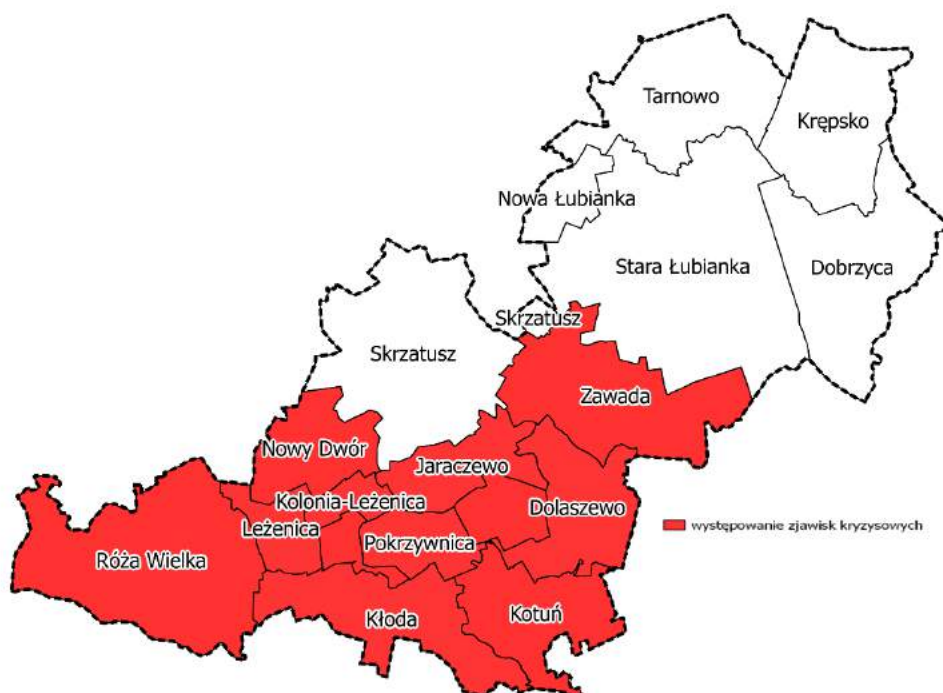 Tarnowo
Krępsko
Nowa Łubianka
Stara Łubianka
Dobrzyca
Skrzatusz
Skrzatusz
Zawada
Nowy Dwór
Jaraczewo
Kolonia-Leżenica
Dolaszewo
Leżenica
występowanie zjawisk kryzysowych
Pokrzywnica
Róża Wielka
Kłoda
Kotuń